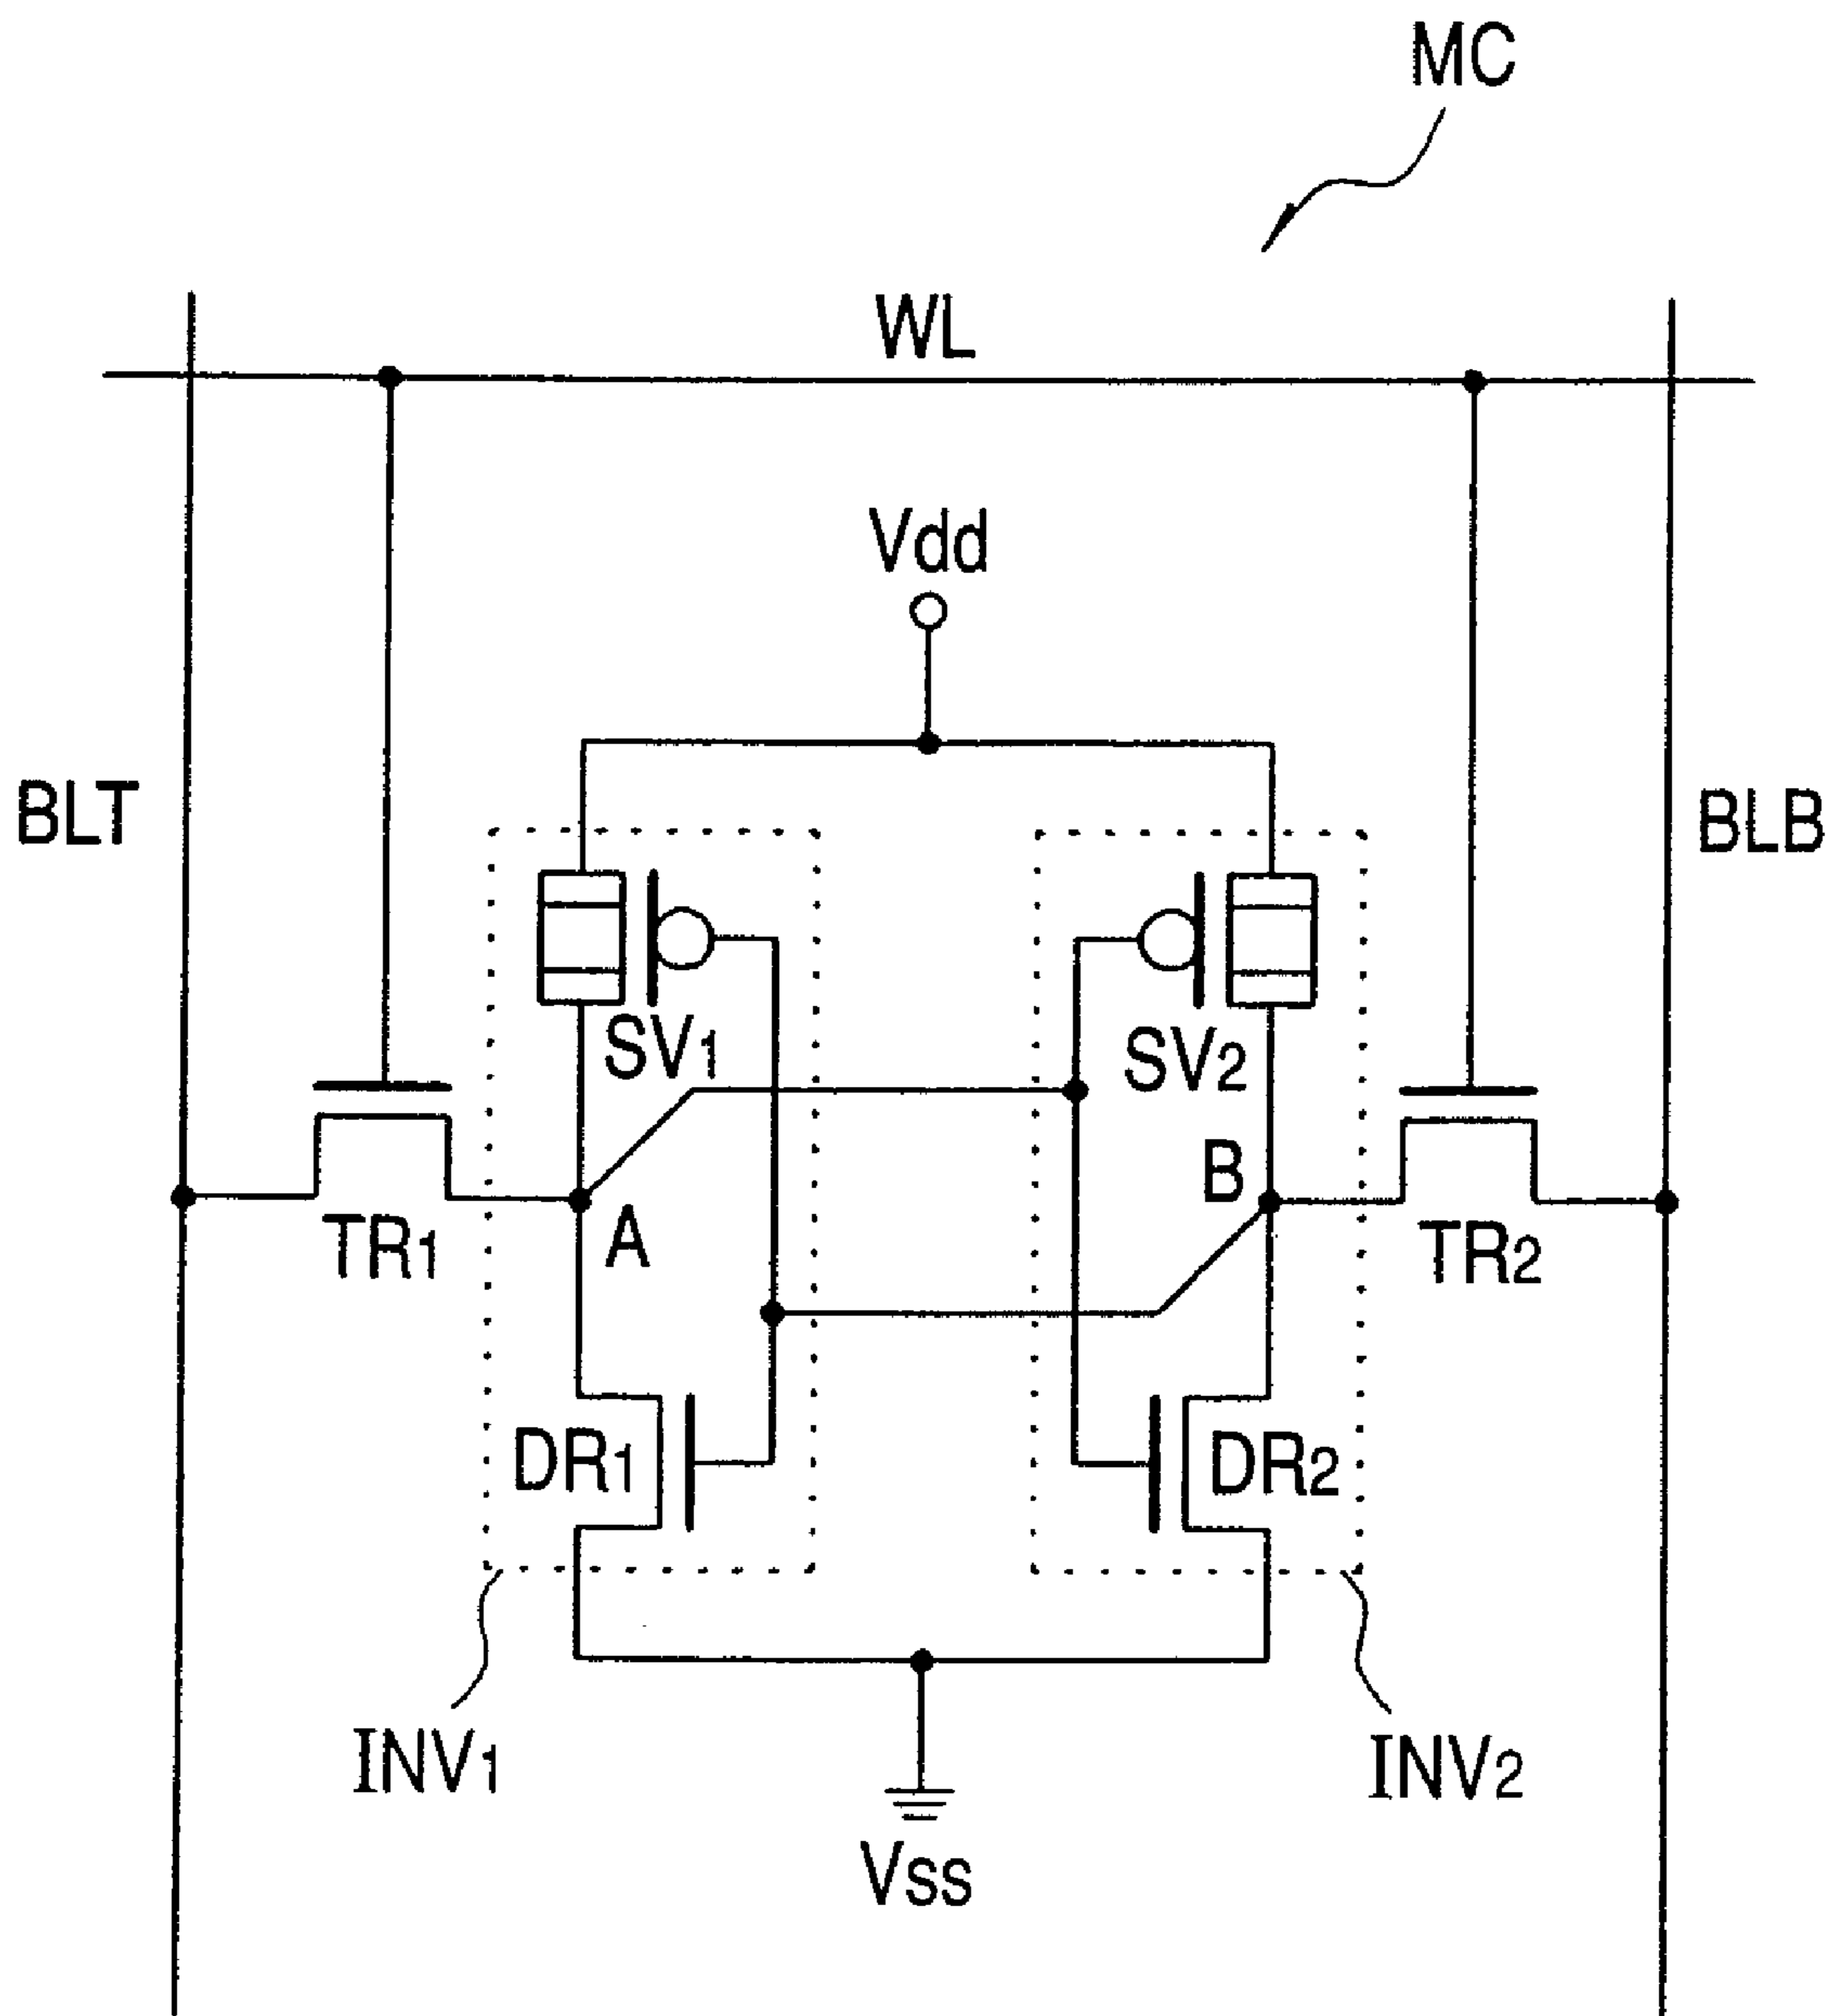 MC
WL
Vdd
BLT
BLB
SV1
SV2
B
A
TR1
TR2
DR1
DR2
INV1
INV2
Vss